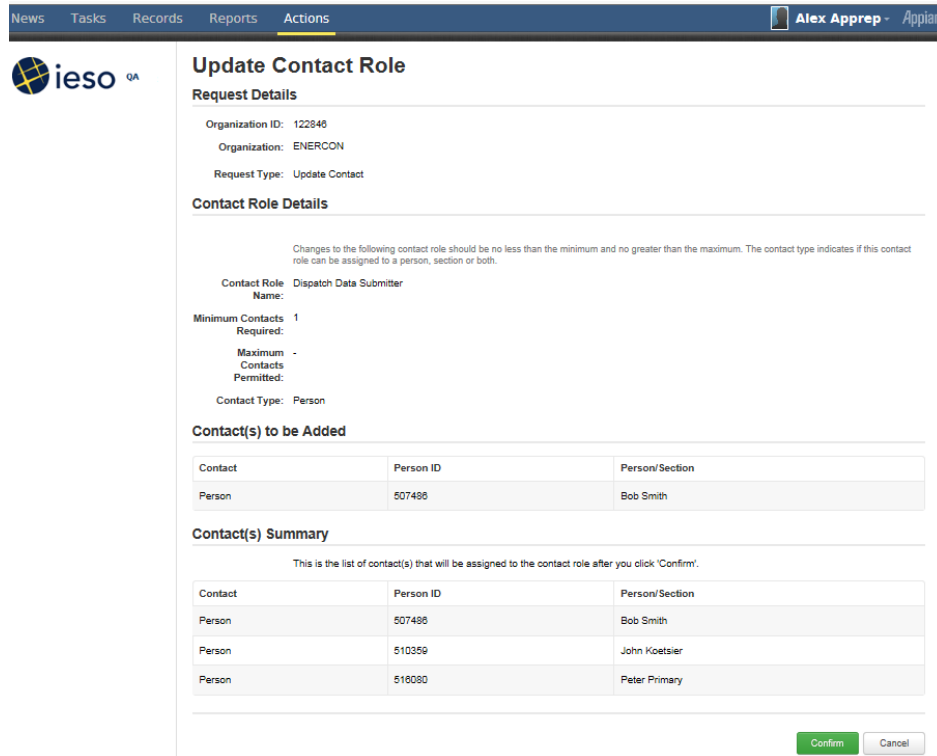 News Tasks Records Reports Actions Alex Apprep Appian
ieso QA
Update Contact Role
Request Details
Organization ID: 122846
Organization: ENERCON
Request Type: Update Contact
Contact Role Details
Changes to the following contact role should be no less than the minimum and no greater than the maximum. The contact type indicates if this contact
role can be assigned to a person, section or both.
Contact Role Dispatch Data Submitter
Name:
Minimum Contacts 1
Required:
Maximum -
Contacts
Permitted:
Contact Type: Person
Contact(s) to be Added
Contact Person ID Person/Section
Person 507486 Bob Smith
Contact(s) Summary
This is the list of contact(s) that will be assigned to the contact role after you click 'Confirm'.
Contact Person ID Person/Section
Person 507486 Bob Smith
Person 510359 John Koetsier
Person 516080 Peter Primary
Confirm Cancel